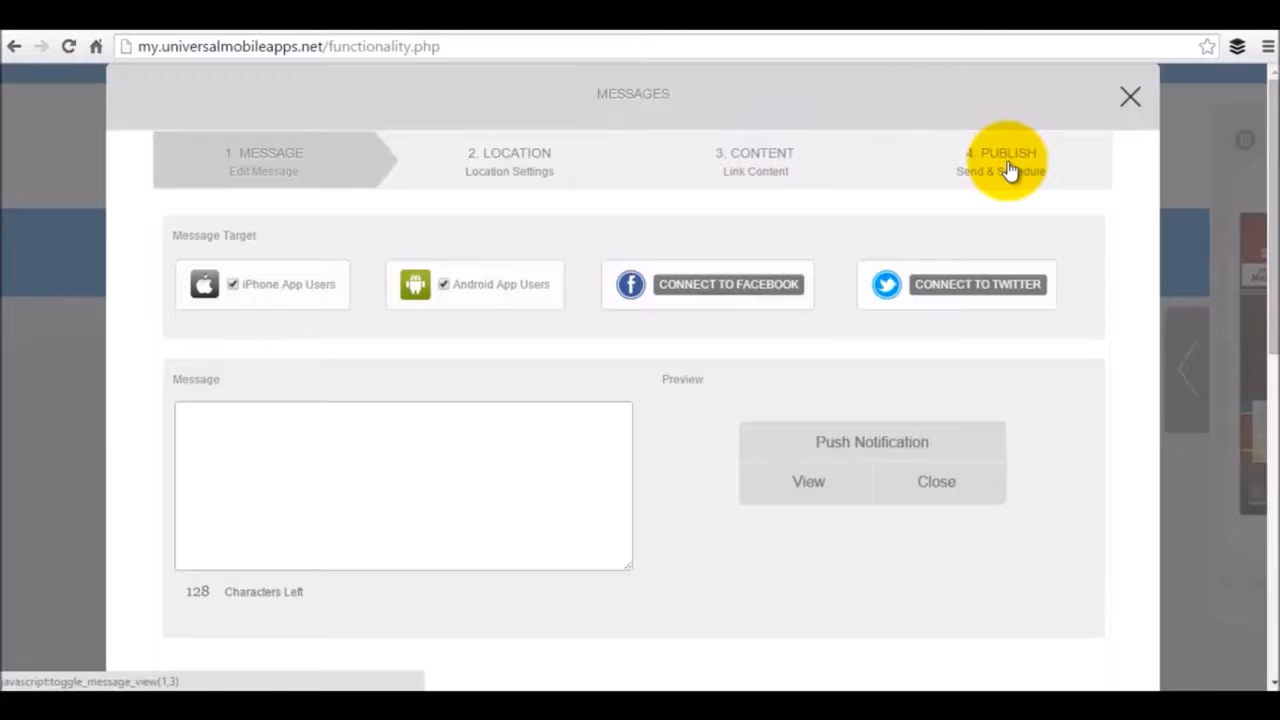 my.universalmobileapps.net/functionality.php
MESSAGES
1. MESSAGE
Edit Message
2. LOCATION
Location Settings
3. CONTENT
Link Content
4. PUBLISH
Send & Schedule
Message Target
iPhone App Users
Android App Users
CONNECT TO FACEBOOK
CONNECT TO TWITTER
Message
Preview
Push Notification
View
Close
128 Characters Left
javascript:toggle_message_view(1,3)